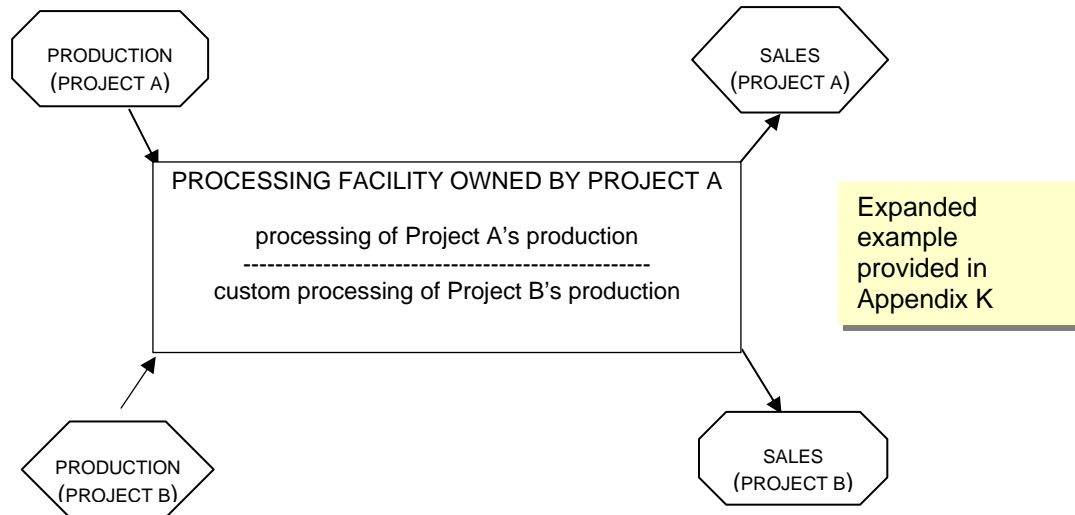 PRODUCTION
(PROJECT A)
SALES
(PROJECT A)
PROCESSING FACILITY OWNED BY PROJECT A
processing of Project A's production
---------------------------------------------------
custom processing of Project B's production
Expanded
example
provided in
Appendix K
PRODUCTION
(PROJECT B)
SALES
(PROJECT B)